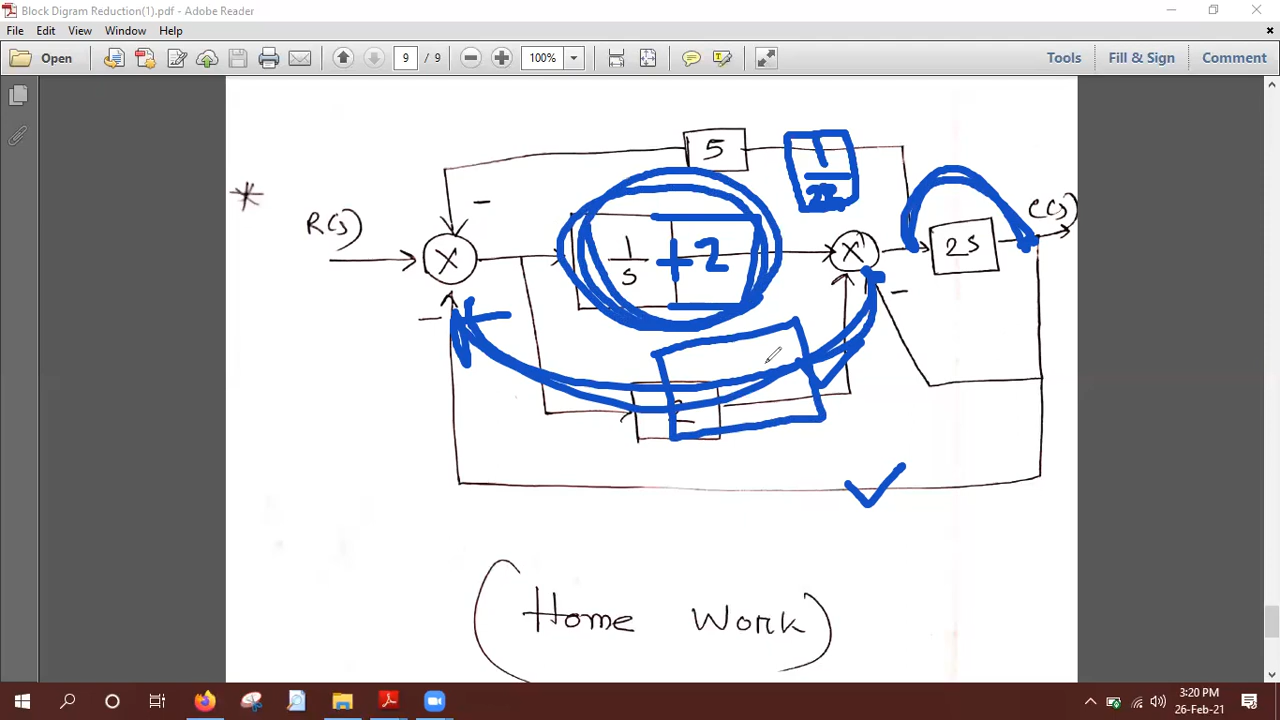 Block Digram Reduction(1).pdf - Adobe Reader
File Edit View Window Help
Open 9 / 9 100% Tools Fill & Sign Comment
5
1
R(s) - C(s)
X 1/s + 2 X 2s
- -
(Home Work)
3:20 PM
26-Feb-21